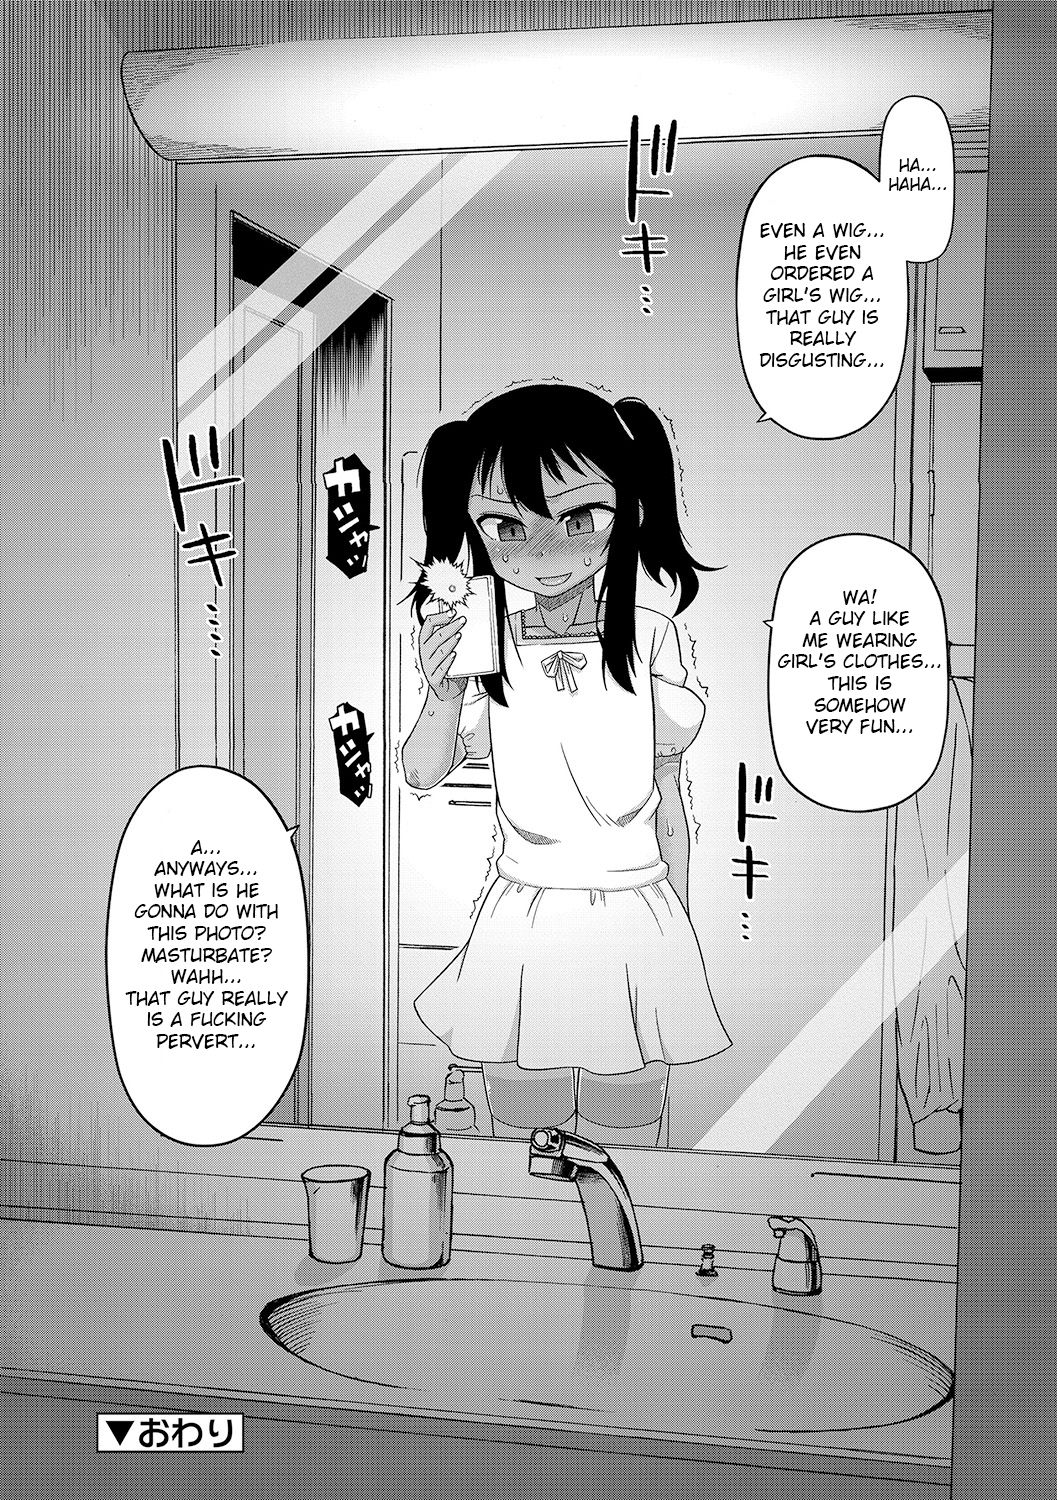 HA...
HAHA...
EVEN A WIG...
HE EVEN
ORDERED A
GIRL'S WIG...
THAT GUY IS
REALLY
DISGUSTING...
ドキ…
カシャッ
ドキ…
WA!
A GUY LIKE
ME WEARING
GIRL'S CLOTHES...
THIS IS
SOMEHOW
VERY FUN...
カシャッ
ドキ…
A...
ANYWAYS...
WHAT IS HE
GONNA DO WITH
THIS PHOTO?
MASTURBATE?
WAHH...
THAT GUY REALLY
IS A FUCKING
PERVERT...
▼おわり